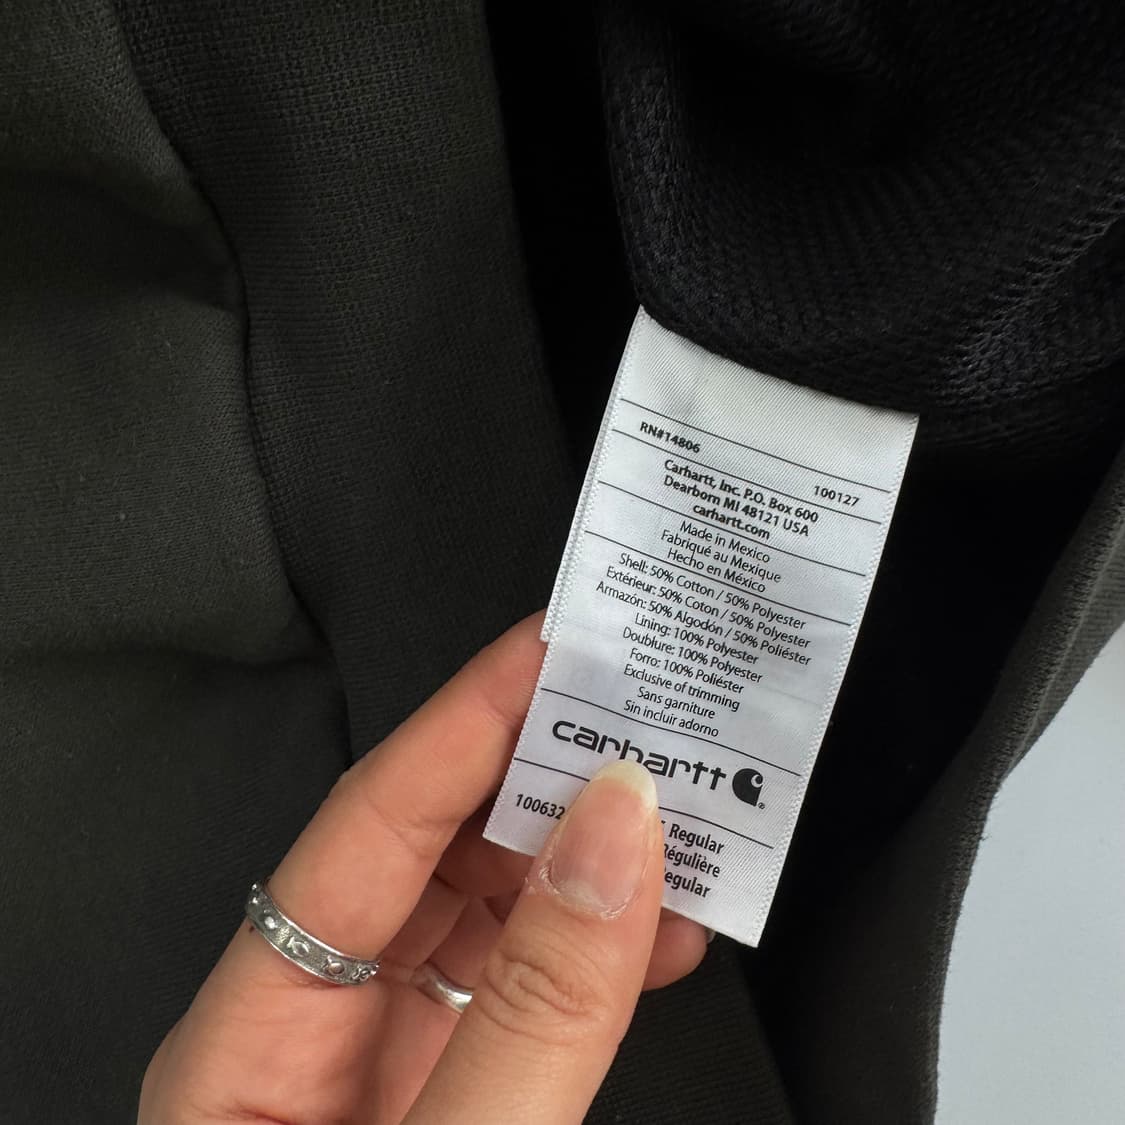 RN#14806
100127
Carhartt, Inc. P.O. Box 600
Dearborn MI 48121 USA
carhartt.com
Made in Mexico
Fabriqué au Mexique
Hecho en México
Shell: 50% Cotton / 50% Polyester
Extérieur: 50% Coton / 50% Polyester
Armazón: 50% Algodón / 50% Poliéster
Lining: 100% Polyester
Doublure: 100% Polyester
Forro: 100% Poliéster
Exclusive of trimming
Sans garniture
Sin incluir adorno
carhartt
100632
Regular